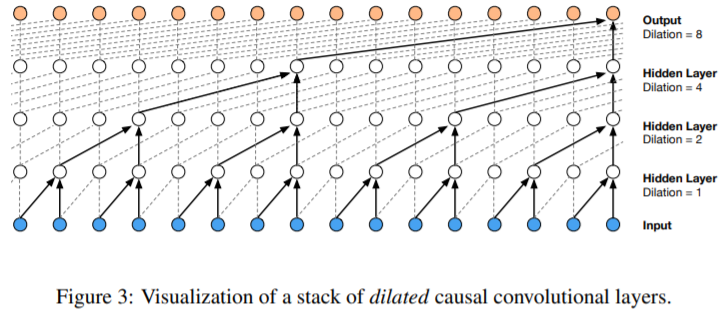 Output
Dilation = 8
Hidden Layer
Dilation = 4
Hidden Layer
Dilation = 2
Hidden Layer
Dilation = 1
Input
Figure 3: Visualization of a stack of dilated causal convolutional layers.